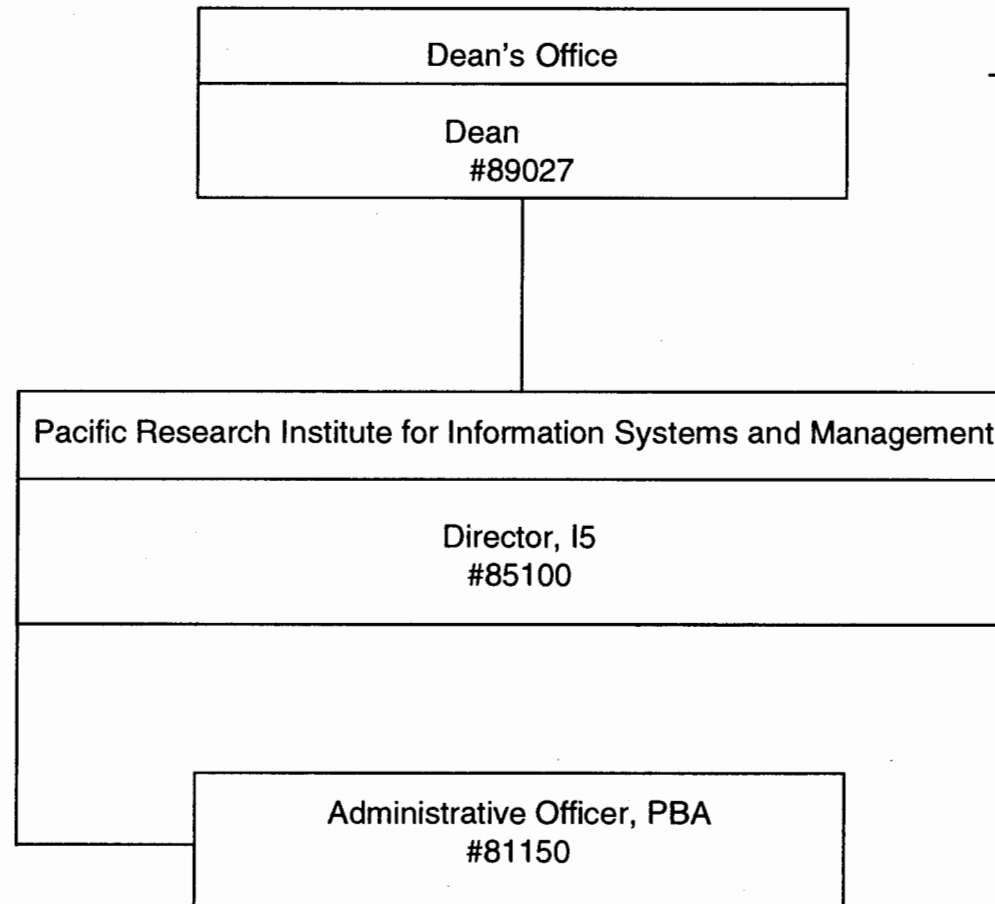 Dean's Office
Dean
#89027
Pacific Research Institute for Information Systems and Management
Director, I5
#85100
Administrative Officer, PBA
#81150